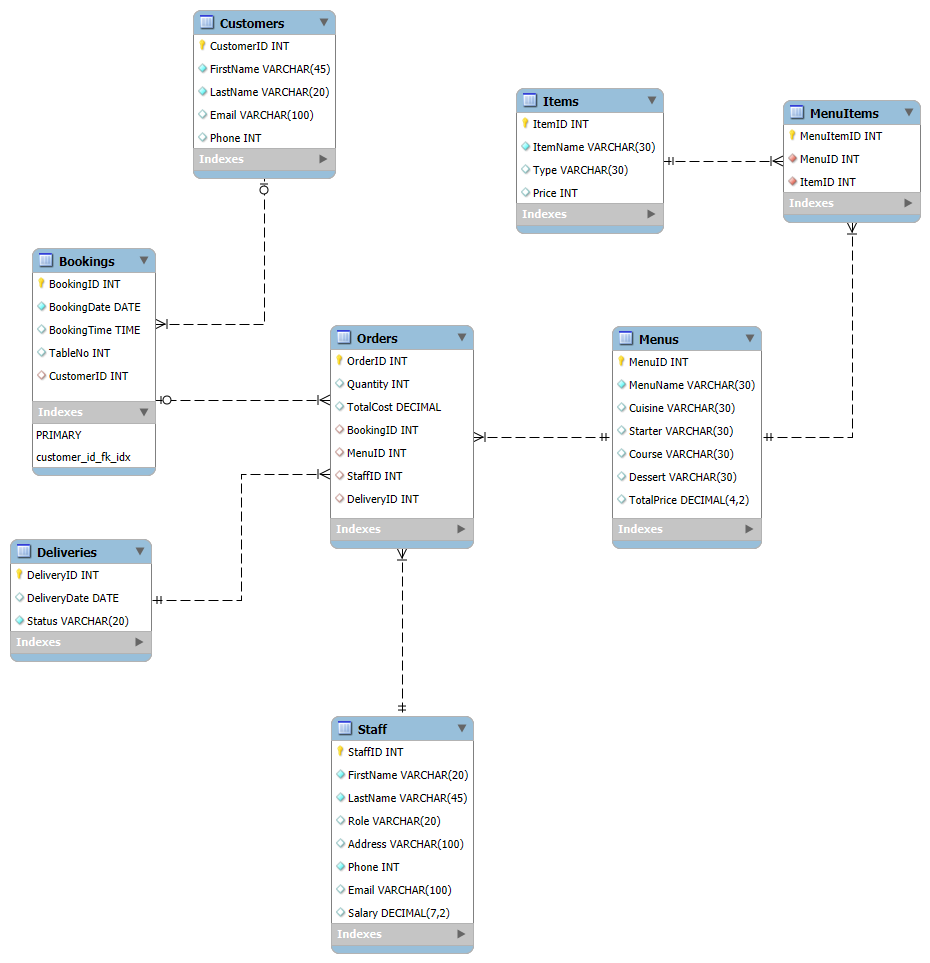 Customers
CustomerID INT
FirstName VARCHAR(45)
LastName VARCHAR(20)
Email VARCHAR(100)
Phone INT
Indexes
Items
ItemID INT
ItemName VARCHAR(30)
Type VARCHAR(30)
Price INT
Indexes
MenuItems
MenuItemID INT
MenuID INT
ItemID INT
Indexes
Bookings
BookingID INT
BookingDate DATE
BookingTime TIME
TableNo INT
CustomerID INT
Indexes
PRIMARY
customer_id_fk_idx
Orders
OrderID INT
Quantity INT
TotalCost DECIMAL
BookingID INT
MenuID INT
StaffID INT
DeliveryID INT
Indexes
Menus
MenuID INT
MenuName VARCHAR(30)
Cuisine VARCHAR(30)
Starter VARCHAR(30)
Course VARCHAR(30)
Dessert VARCHAR(30)
TotalPrice DECIMAL(4,2)
Indexes
Deliveries
DeliveryID INT
DeliveryDate DATE
Status VARCHAR(20)
Indexes
Staff
StaffID INT
FirstName VARCHAR(20)
LastName VARCHAR(45)
Role VARCHAR(20)
Address VARCHAR(100)
Phone INT
Email VARCHAR(100)
Salary DECIMAL(7,2)
Indexes